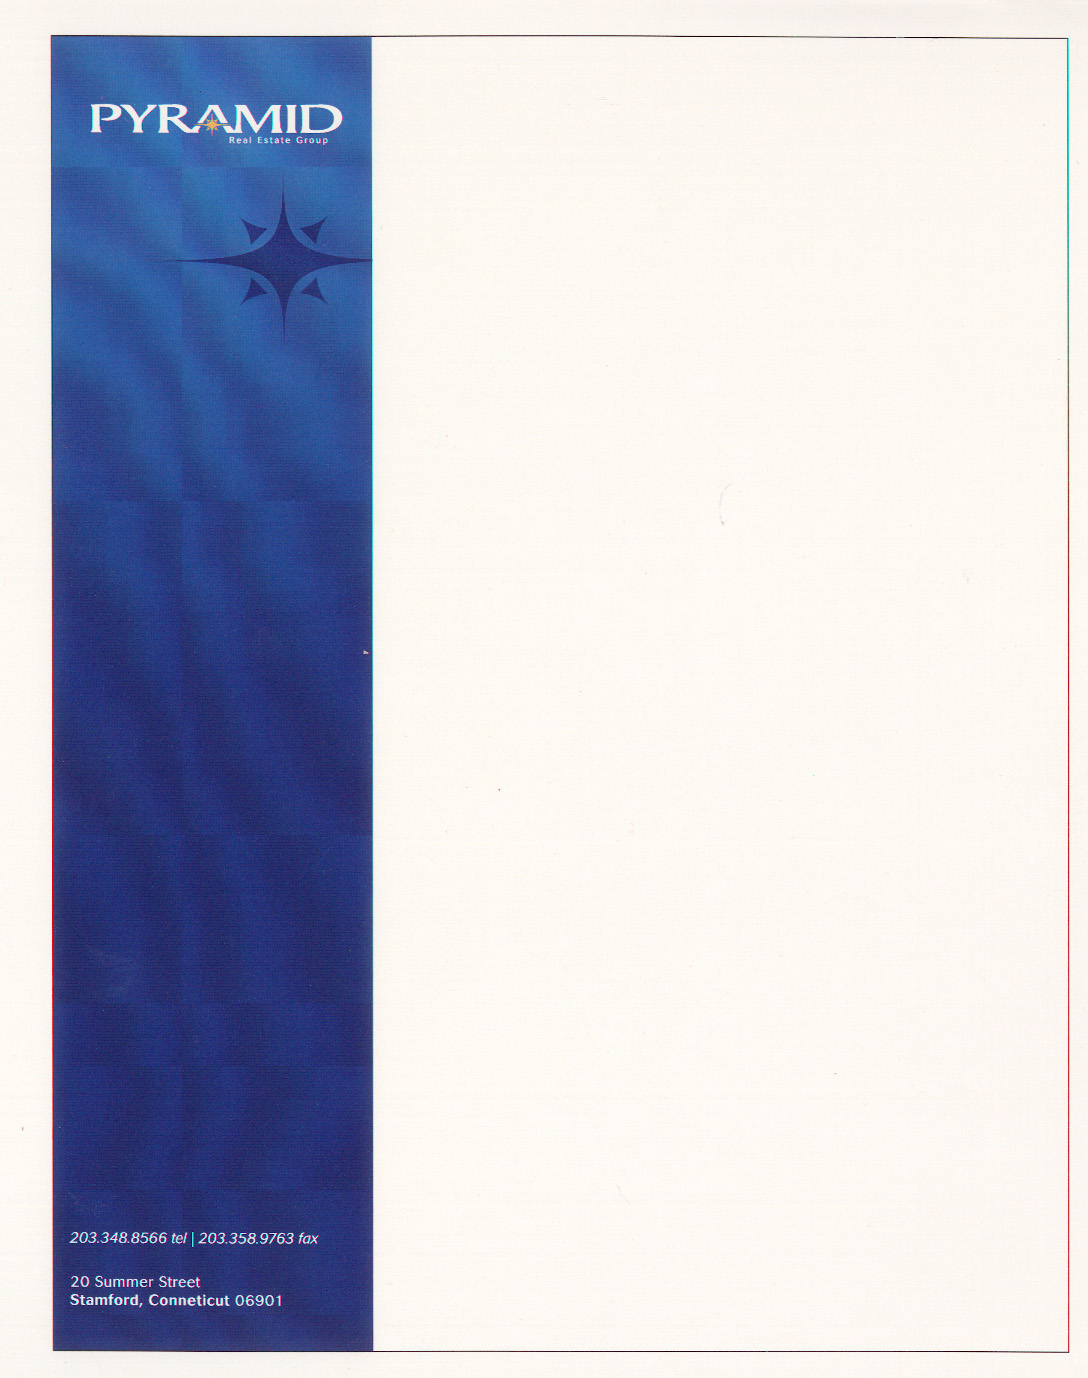 PYRAMID
Real Estate Group
203.348.8566 tel | 203.358.9763 fax
20 Summer Street
Stamford, Conneticut 06901